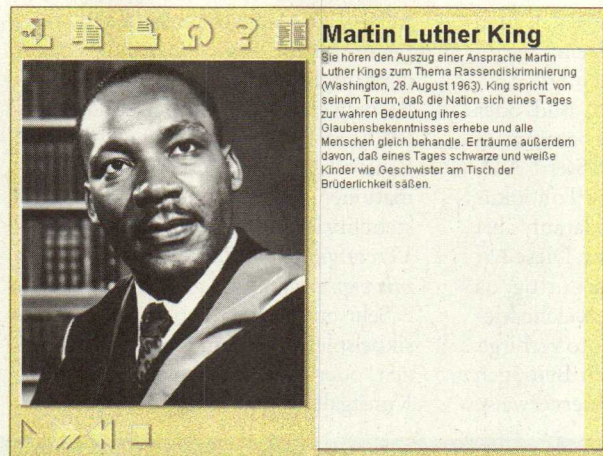 Martin Luther King
Sie hören den Auszug einer Ansprache Martin
Luther Kings zum Thema Rassendiskriminierung
(Washington, 28. August 1963). King spricht von
seinem Traum, daß die Nation sich eines Tages
zur wahren Bedeutung ihres
Glaubensbekenntnisses erhebe und alle
Menschen gleich behandle. Er träume außerdem
davon, daß eines Tages schwarze und weiße
Kinder wie Geschwister am Tisch der
Brüderlichkeit säßen.